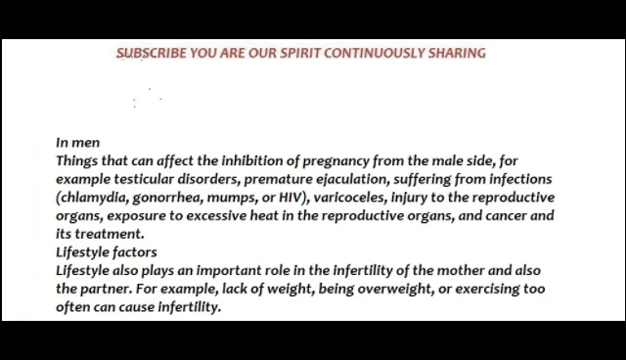 SUBSCRIBE YOU ARE OUR SPIRIT CONTINUOUSLY SHARING
In men
Things that can affect the inhibition of pregnancy from the male side, for
example testicular disorders, premature ejaculation, suffering from infections
(chlamydia, gonorrhea, mumps, or HIV), varicoceles, injury to the reproductive
organs, exposure to excessive heat in the reproductive organs, and cancer and
its treatment.
Lifestyle factors
Lifestyle also plays an important role in the infertility of the mother and also
the partner. For example, lack of weight, being overweight, or exercising too
often can cause infertility.